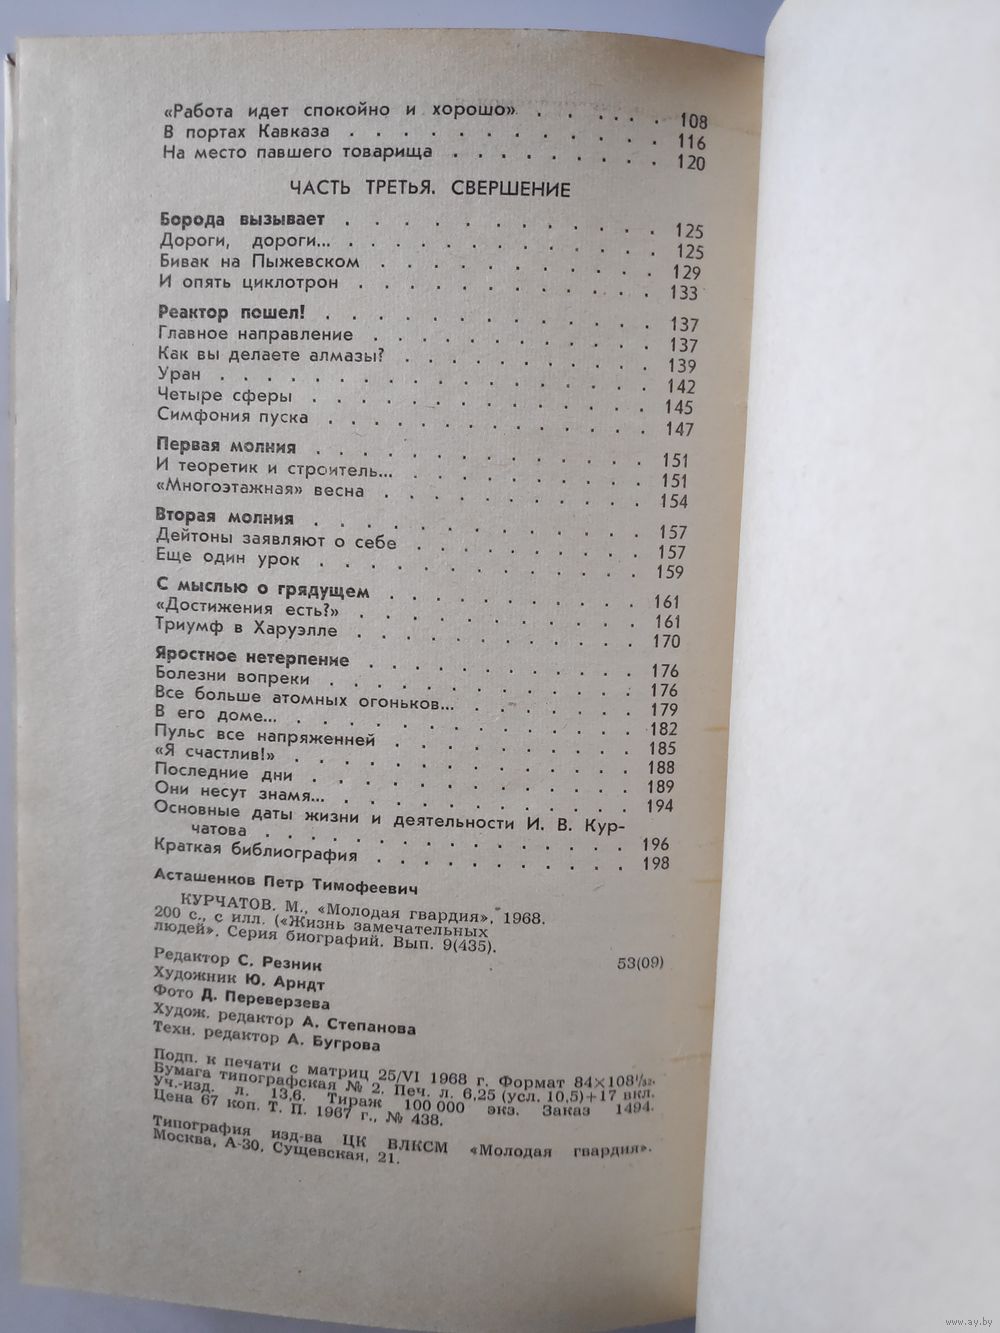 «Работа идет спокойно и хорошо» . . . . . . 108
В портах Кавказа . . . . . . . . . . . 116
На место павшего товарища . . . . . . . . 120
ЧАСТЬ ТРЕТЬЯ. СВЕРШЕНИЕ
Борода вызывает . . . . . . . . . . . 125
Дороги, дороги... . . . . . . . . . . . 125
Бивак на Пыжевском . . . . . . . . . . 129
И опять циклотрон . . . . . . . . . . . 133
Реактор пошел! . . . . . . . . . . . . 137
Главное направление . . . . . . . . . . 137
Как вы делаете алмазы? . . . . . . . . . 139
Уран . . . . . . . . . . . . . . . . 142
Четыре сферы . . . . . . . . . . . . . 145
Симфония пуска . . . . . . . . . . . . 147
Первая молния . . . . . . . . . . . . 151
И теоретик и строитель... . . . . . . . . 151
«Многоэтажная» весна . . . . . . . . . . 154
Вторая молния . . . . . . . . . . . . 157
Дейтоны заявляют о себе . . . . . . . . . 157
Еще один урок . . . . . . . . . . . . 159
С мыслью о грядущем . . . . . . . . . . 161
«Достижения есть?» . . . . . . . . . . . 161
Триумф в Харуэлле . . . . . . . . . . . 170
Яростное нетерпение . . . . . . . . . . 176
Болезни вопреки . . . . . . . . . . . . 176
Все больше атомных огоньков... . . . . . . . 179
В его доме... . . . . . . . . . . . . . 182
Пульс все напряженней . . . . . . . . . . 185
«Я счастлив!» . . . . . . . . . . . . . 188
Последние дни . . . . . . . . . . . . 189
Они несут знамя... . . . . . . . . . . . 194
Основные даты жизни и деятельности И. В. Кур-
чатова . . . . . . . . . . . . . . 196
Краткая библиография . . . . . . . . . . 198
Асташенков Петр Тимофеевич
КУРЧАТОВ. М., «Молодая гвардия», 1968.
200 с., с илл. («Жизнь замечательных
людей». Серия биографий. Вып. 9(435).
53(09)
Редактор С. Резник
Художник Ю. Арндт
Фото Д. Переверзева
Худож. редактор А. Степанова
Техн. редактор А. Бугрова
Подп. к печати с матриц 25/VI 1968 г. Формат 84×108¹/₃₂.
Бумага типографская № 2. Печ. л. 6,25 (усл. 10,5)+17 вкл.
Уч.-изд. л. 13,6. Тираж 100 000 экз. Заказ 1494.
Цена 67 коп. Т. П. 1967 г., № 438.
Типография изд-ва ЦК ВЛКСМ «Молодая гвардия».
Москва, А-30, Сущевская, 21.
www.ay.by